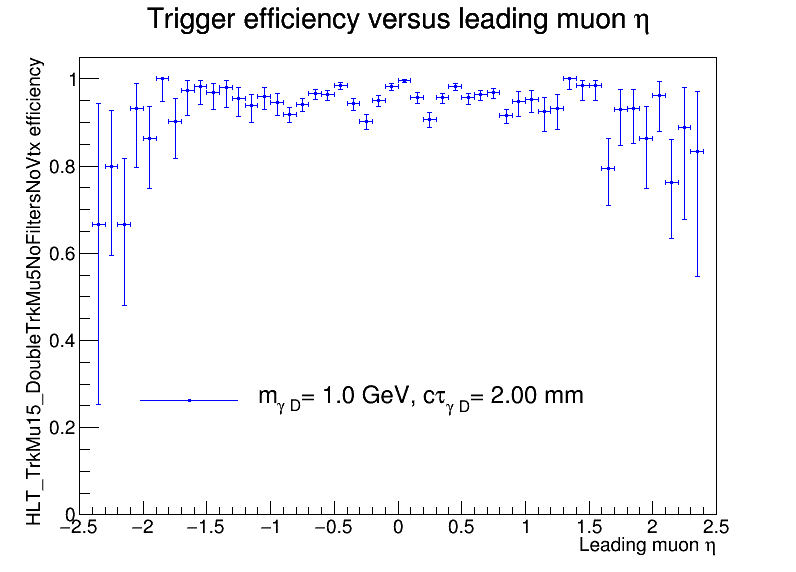 Trigger efficiency versus leading muon η
HLT_TrkMu15_DoubleTrkMu5NoFiltersNoVtx efficiency
1
0.8
0.6
0.4
0.2
0
mγ D= 1.0 GeV, cτγ D= 2.00 mm
−2.5 −2 −1.5 −1 −0.5 0 0.5 1 1.5 2 2.5
Leading muon η